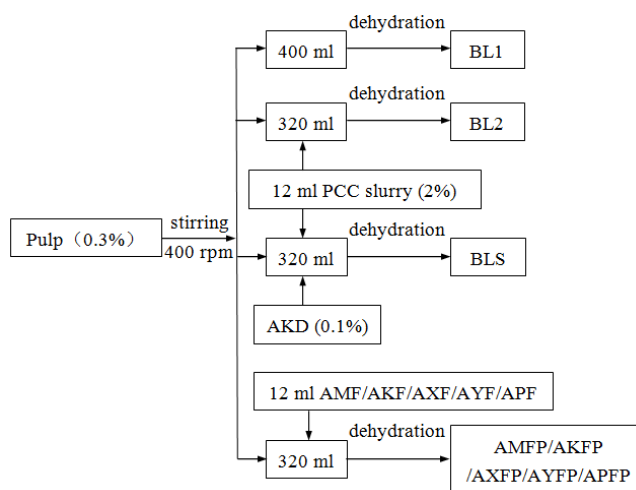 dehydration
400 ml
BL1
dehydration
320 ml
BL2
12 ml PCC slurry (2%)
Pulp（0.3%）
stirring
400 rpm
dehydration
320 ml
BLS
AKD (0.1%)
12 ml AMF/AKF/AXF/AYF/APF
dehydration
320 ml
AMFP/AKFP
/AXFP/AYFP/APFP